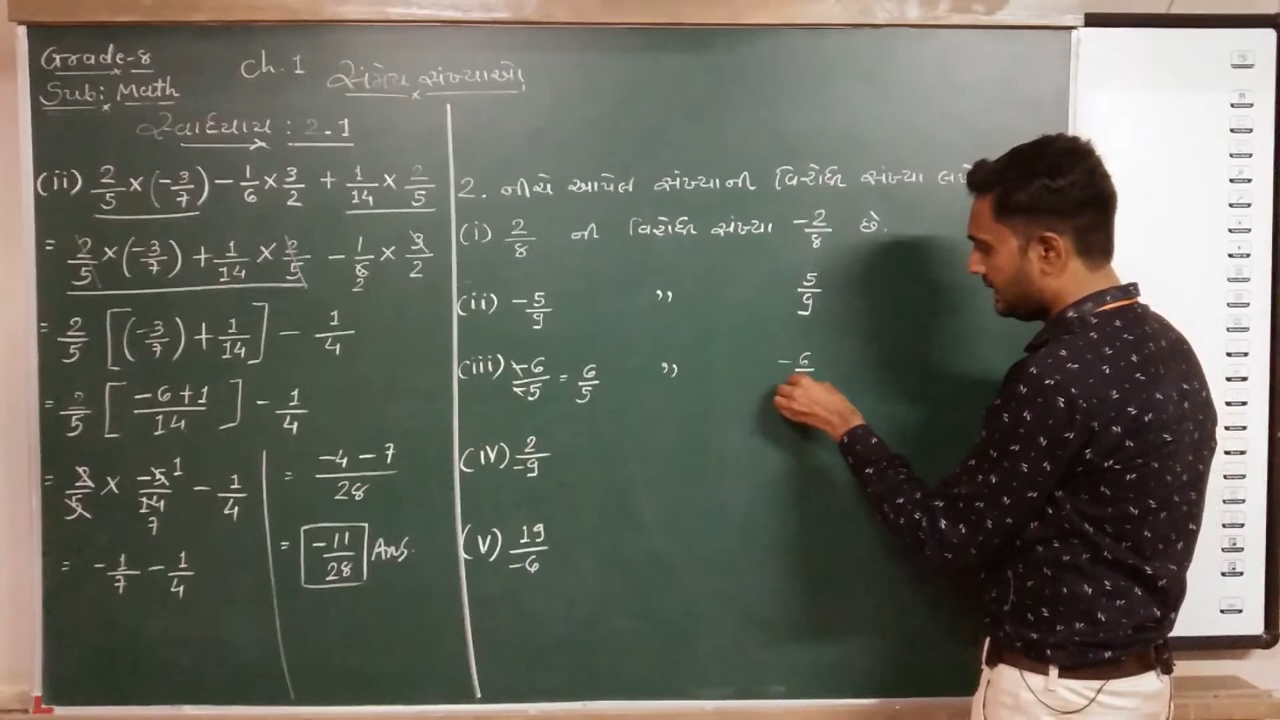 Grade-8
Ch. 1 સંમેય સંખ્યાઓ
Sub: Math
સ્વાધ્યાય : 2.1
(ii) 2/5 × (-3/7) - 1/6 × 3/2 + 1/14 × 2/5
= 2/5 × (-3/7) + 1/14 × 2/5 - 1/6 × 3/2
2
= 2/5 [(-3/7) + 1/14] - 1/4
= 2/5 [ -6+1/14 ] - 1/4
= 2/5 × -5/14 - 1/4
1
7
= -1/7 - 1/4
= -4-7/28
= -11/28 Ans.
2. નીચે આપેલ સંખ્યાની વિરોધી સંખ્યા લખો
(i) 2/8 ની વિરોધી સંખ્યા -2/8 છે.
(ii) -5/9 ,, 5/9
(iii) -6/-5 = 6/5 ,, -6
(iv) 2/-9
(v) 19/-6